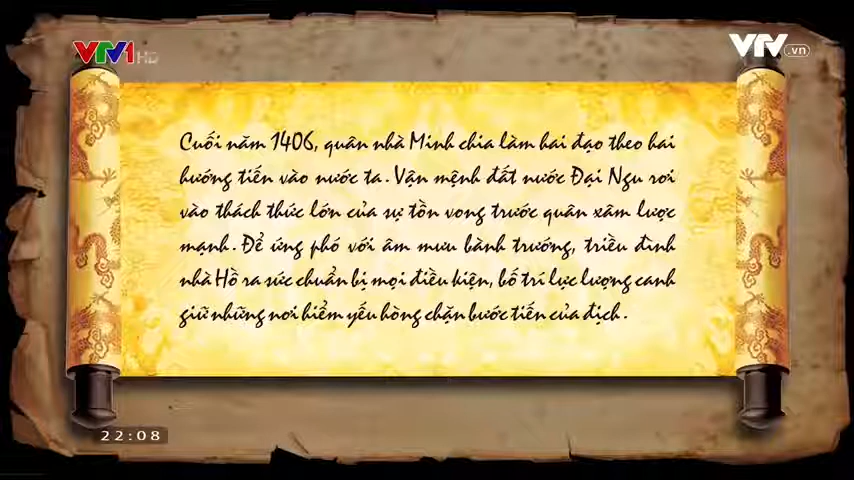 VTV1 HD
VTV.vn
Cuối năm 1406, quân nhà Minh chia làm hai đạo theo hai
hướng tiến vào nước ta. Vận mệnh đất nước Đại Ngu rơi
vào thách thức lớn của sự tồn vong trước quân xâm lược
mạnh. Để ứng phó với âm mưu bành trướng, triều đình
nhà Hồ ra sức chuẩn bị mọi điều kiện, bố trí lực lượng canh
giữ những nơi hiểm yếu hòng chặn bước tiến của địch.
22:08